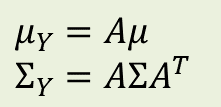 μ_Y = Aμ
Σ_Y = AΣA^T